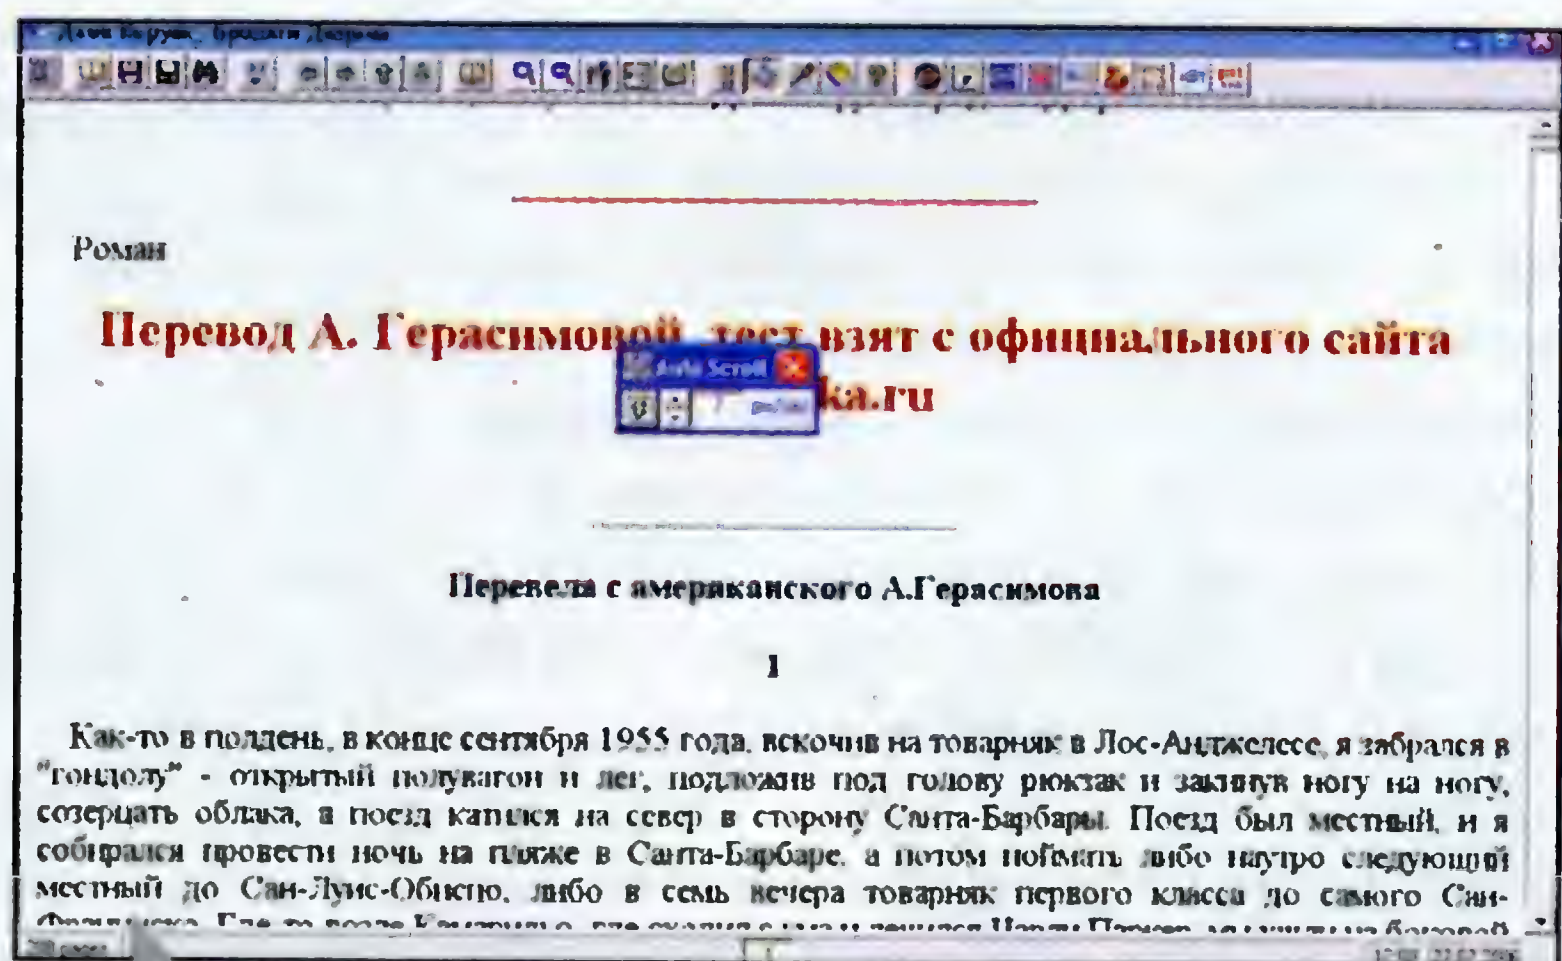 Роман
Перевод А. Герасимовой, тест взят с официального сайта
Auto Scroll
ka.ru
Перевела с американского А.Герасимова
1
Как-то в полдень, в конце сентября 1955 года, вскочив на товарняк в Лос-Анджелесе, я забрался в
"гондолу" - открытый полувагон и лег, подложив под голову рюкзак и закинув ногу на ногу,
созерцать облака, а поезд катился на север в сторону Санта-Барбары. Поезд был местный, и я
собирался провести ночь на пляже в Санта-Барбаре, а потом поймать либо наутро следующий
местный до Сан-Луис-Обиспо, либо в семь вечера товарняк первого класса до самого Сан-